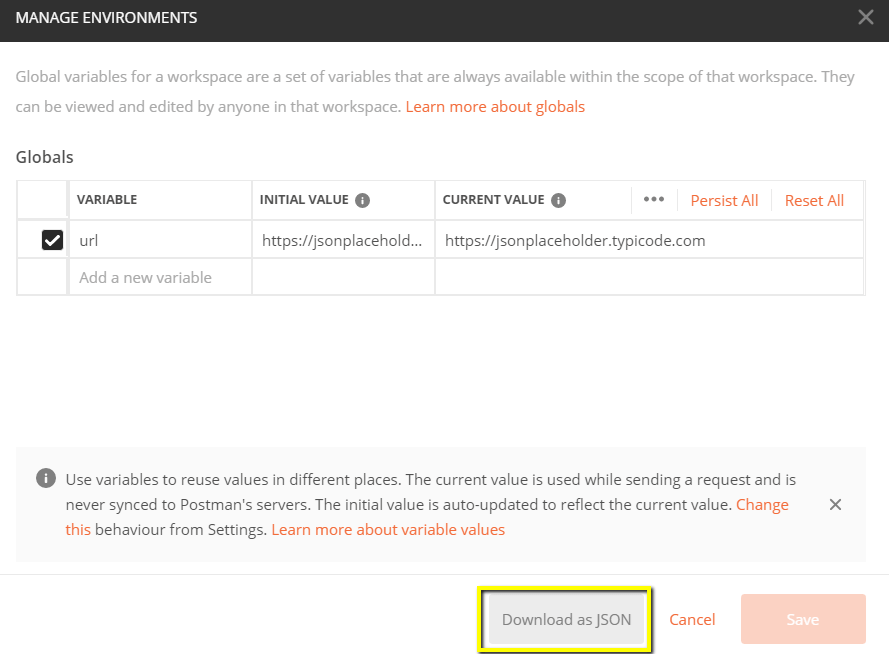 MANAGE ENVIRONMENTS
Global variables for a workspace are a set of variables that are always available within the scope of that workspace. They
can be viewed and edited by anyone in that workspace. Learn more about globals
Globals
VARIABLE INITIAL VALUE CURRENT VALUE Persist All Reset All
url https://jsonplacehold... https://jsonplaceholder.typicode.com
Add a new variable
Use variables to reuse values in different places. The current value is used while sending a request and is
never synced to Postman's servers. The initial value is auto-updated to reflect the current value. Change
this behaviour from Settings. Learn more about variable values
Download as JSON Cancel Save